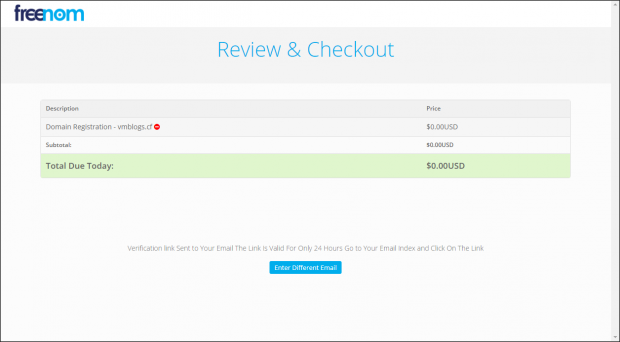 freenom
Review & Checkout
Description Price
Domain Registration - vmblogs.cf $0.00USD
Subtotal: $0.00USD
Total Due Today: $0.00USD
Verification link Sent to Your Email The Link is Valid For Only 24 Hours Go to Your Email Index and Click On The Link
Enter Different Email